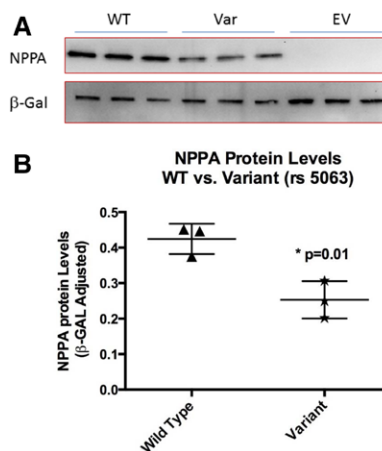 A
WT Var EV
NPPA
β-Gal
B
NPPA Protein Levels
WT vs. Variant (rs 5063)
NPPA protein Levels
(β-GAL Adjusted)
0.5
0.4
0.3
0.2
0.1
0.0
* p=0.01
Wild Type
Variant